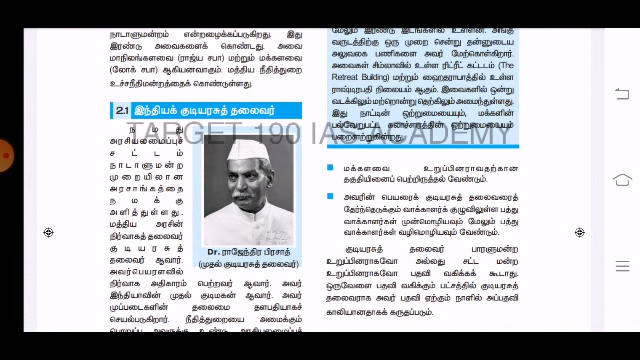 நாடாளுமன்றம் என்றழைக்கப்படுகிறது. இது
இரண்டு அவைகளைக் கொண்டது. அவை
மாநிலங்களவை (ராஜ்ய சபா) மற்றும் மக்களவை
(லோக் சபா) ஆகியனவாகும். மத்திய நீதித்துறை
உச்சநீதிமன்றத்தைக் கொண்டுள்ளது.
2.1 இந்தியக் குடியரசுத் தலைவர்
நமது
அரசியலமைப்புச்
சட்டம்
நாடாளுமன்ற
முறையிலான
அரசாங்கத்தை
நமக்கு
அளித்துள்ளது.
மத்திய அரசின்
நிர்வாகத்தலைவர்
குடியரசுத்
தலைவர் ஆவார்.
அவர்பெயரளவில்
Dr. ராஜேந்திர பிரசாத்
(முதல் குடியரசுத் தலைவர்)
நிர்வாக அதிகாரம் பெற்றவர் ஆவார். அவர்
இந்தியாவின் முதல் குடிமகன் ஆவார். அவர்
முப்படைகளின் தலைமை தளபதியாகச்
செயல்படுகிறார். நீதித்துறையை அமைக்கும்
மேலும் இரண்டு இடங்களில் உள்ளன. அங்கு
வருடத்திற்கு ஒரு முறை சென்று தன்னுடைய
அலுவலக பணிகளை அவர் மேற்கொள்கிறார்.
அவைகள் சிம்லாவில் உள்ள ரிட்ரீட் கட்டடம் (The
Retreat Building) மற்றும் ஹைதராபாத்தில் உள்ள
ராஷ்டிரபதி நிலையம் ஆகும். இவைகளில் ஒன்று
வடக்கிலும் மற்றொன்று தெற்கிலும் அமைந்துள்ளது.
இது நாட்டின் ஒற்றுமையையும், மக்களின்
பல்வேறுபட்ட கலாச்சாரத்தின் ஒற்றுமையையும்
பறைசாற்றுகின்றது.
TARGET 190 IAS ACADEMY
மக்களவை உறுப்பினராவதற்கான
தகுதியினைப் பெற்றிருத்தல் வேண்டும்.
அவரின் பெயரைக் குடியரசுத் தலைவரைத்
தேர்ந்தெடுக்கும் வாக்காளர் குழுவிலுள்ள பத்து
வாக்காளர்கள் முன்மொழியவும் மேலும் பத்து
வாக்காளர்கள் வழிமொழியவும் வேண்டும்.
குடியரசுத் தலைவர் பாராளுமன்ற
உறுப்பினராகவோ அல்லது சட்ட மன்ற
உறுப்பினராகவோ பதவி வகிக்கக் கூடாது.
ஒருவேளை பதவி வகிக்கும் பட்சத்தில் குடியரசுத்
தலைவராக அவர் பதவி ஏற்கும் நாளில் அப்பதவி
காலியானதாகக் கருதப்படும்.